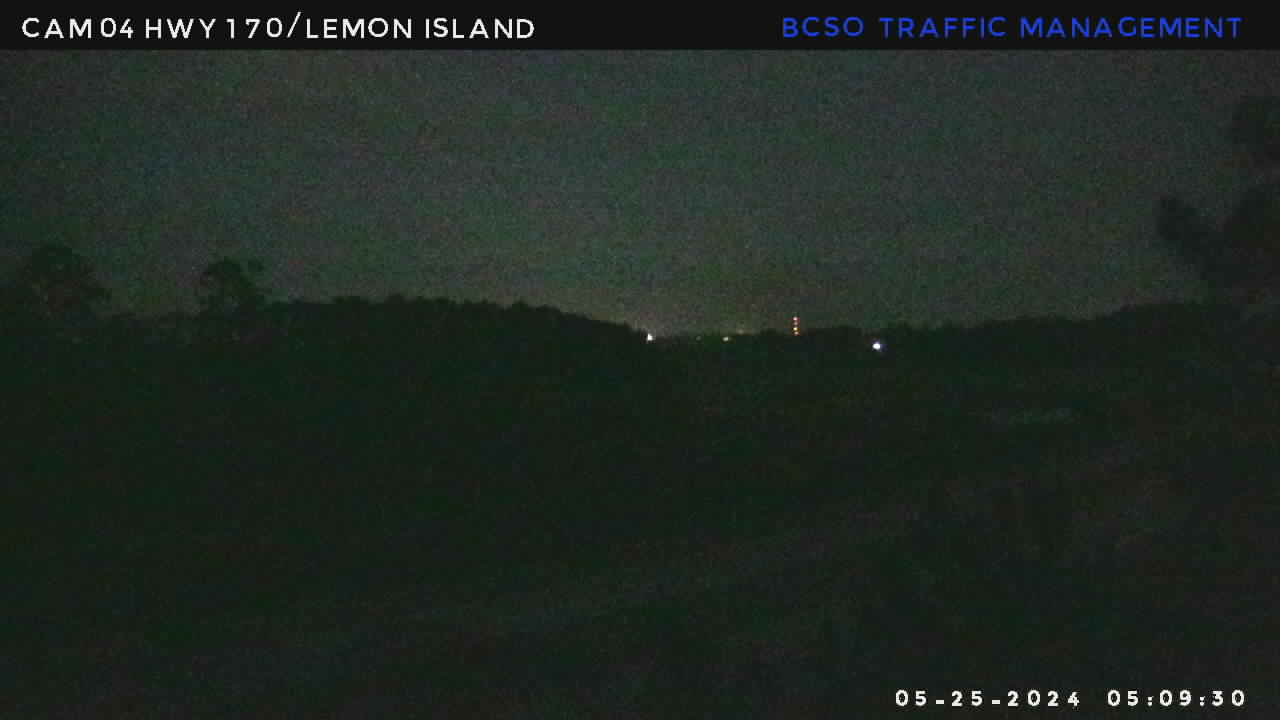 CAM04 HWY 170/LEMON ISLAND
BCSO TRAFFIC MANAGEMENT
05-25-2024 05:09:30